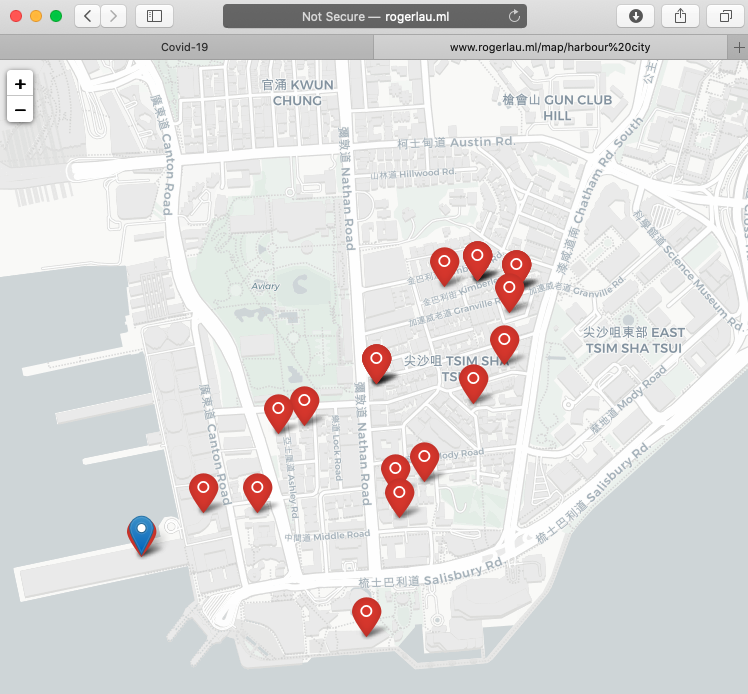 Not Secure — rogerlau.ml
Covid-19
www.rogerlau.ml/map/harbour%20city
+
+
−
官涌 KWUN
CHUNG
槍會山 GUN CLUB
HILL
廣東道 Canton Road
彌敦道 Nathan Road
柯士甸道 Austin Rd.
山林道 Hillwood Rd.
漆咸道南 Chatham Rd. South
科學館道 Science Museum Rd.
Aviary
加連威老道 Granville Rd.
加連威老道 Granville Rd.
尖沙咀東部 EAST
TSIM SHA TSUI
尖沙咀 TSIM SHA
廣東道 Canton Road
彌敦道 Nathan Road
樂道 Lock Road
亞士厘道 Ashley Rd
Mody Road
麼地道 Mody Road
中間道 Middle Road
梳士巴利道 Salisbury Rd.
梳士巴利道 Salisbury Rd.